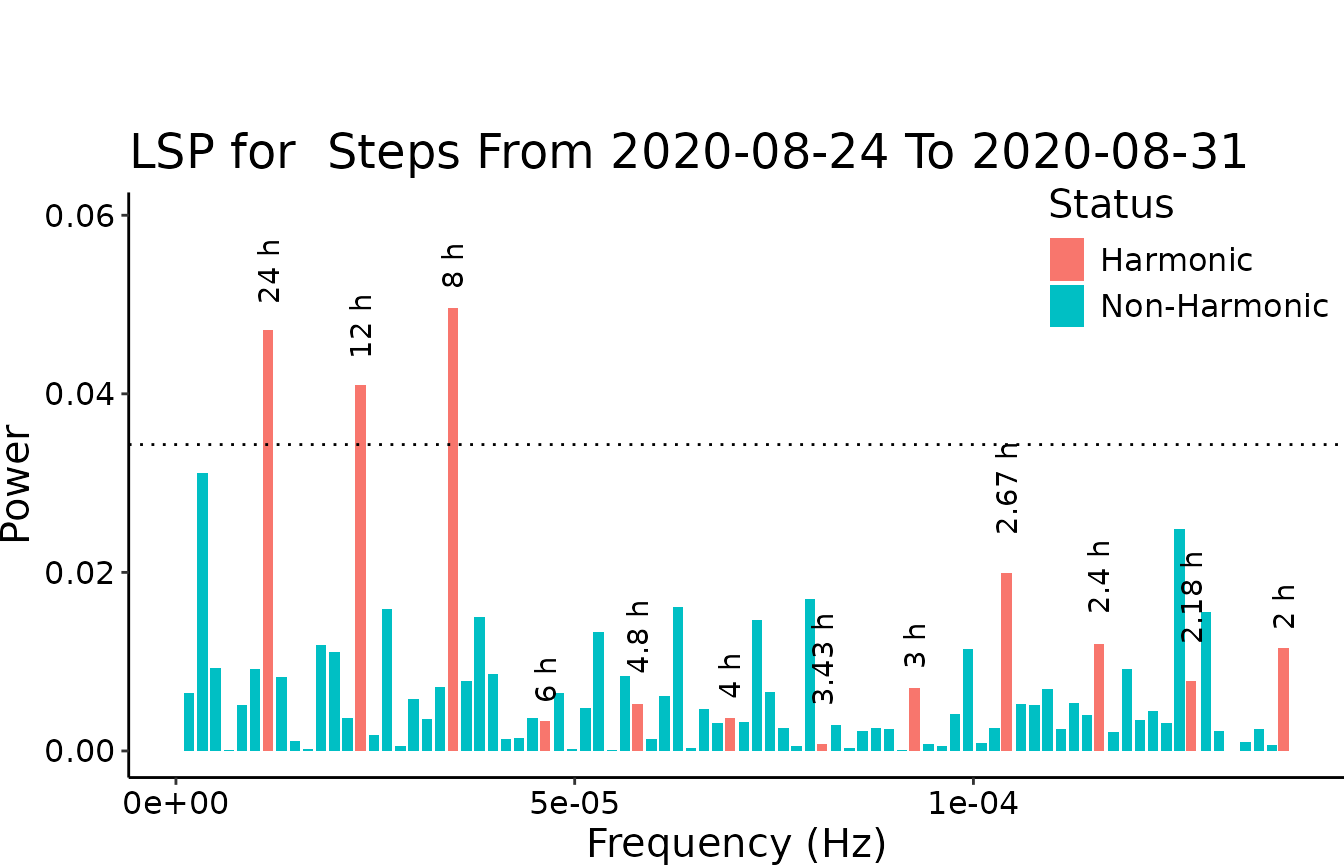 LSP for  Steps From 2020-08-24 To 2020-08-31
Status
Harmonic
Non-Harmonic
Power
0.06
0.04
0.02
0.00
24 h
12 h
8 h
6 h
4.8 h
4 h
3.43 h
3 h
2.67 h
2.4 h
2.18 h
2 h
0e+00
5e-05
1e-04
Frequency (Hz)